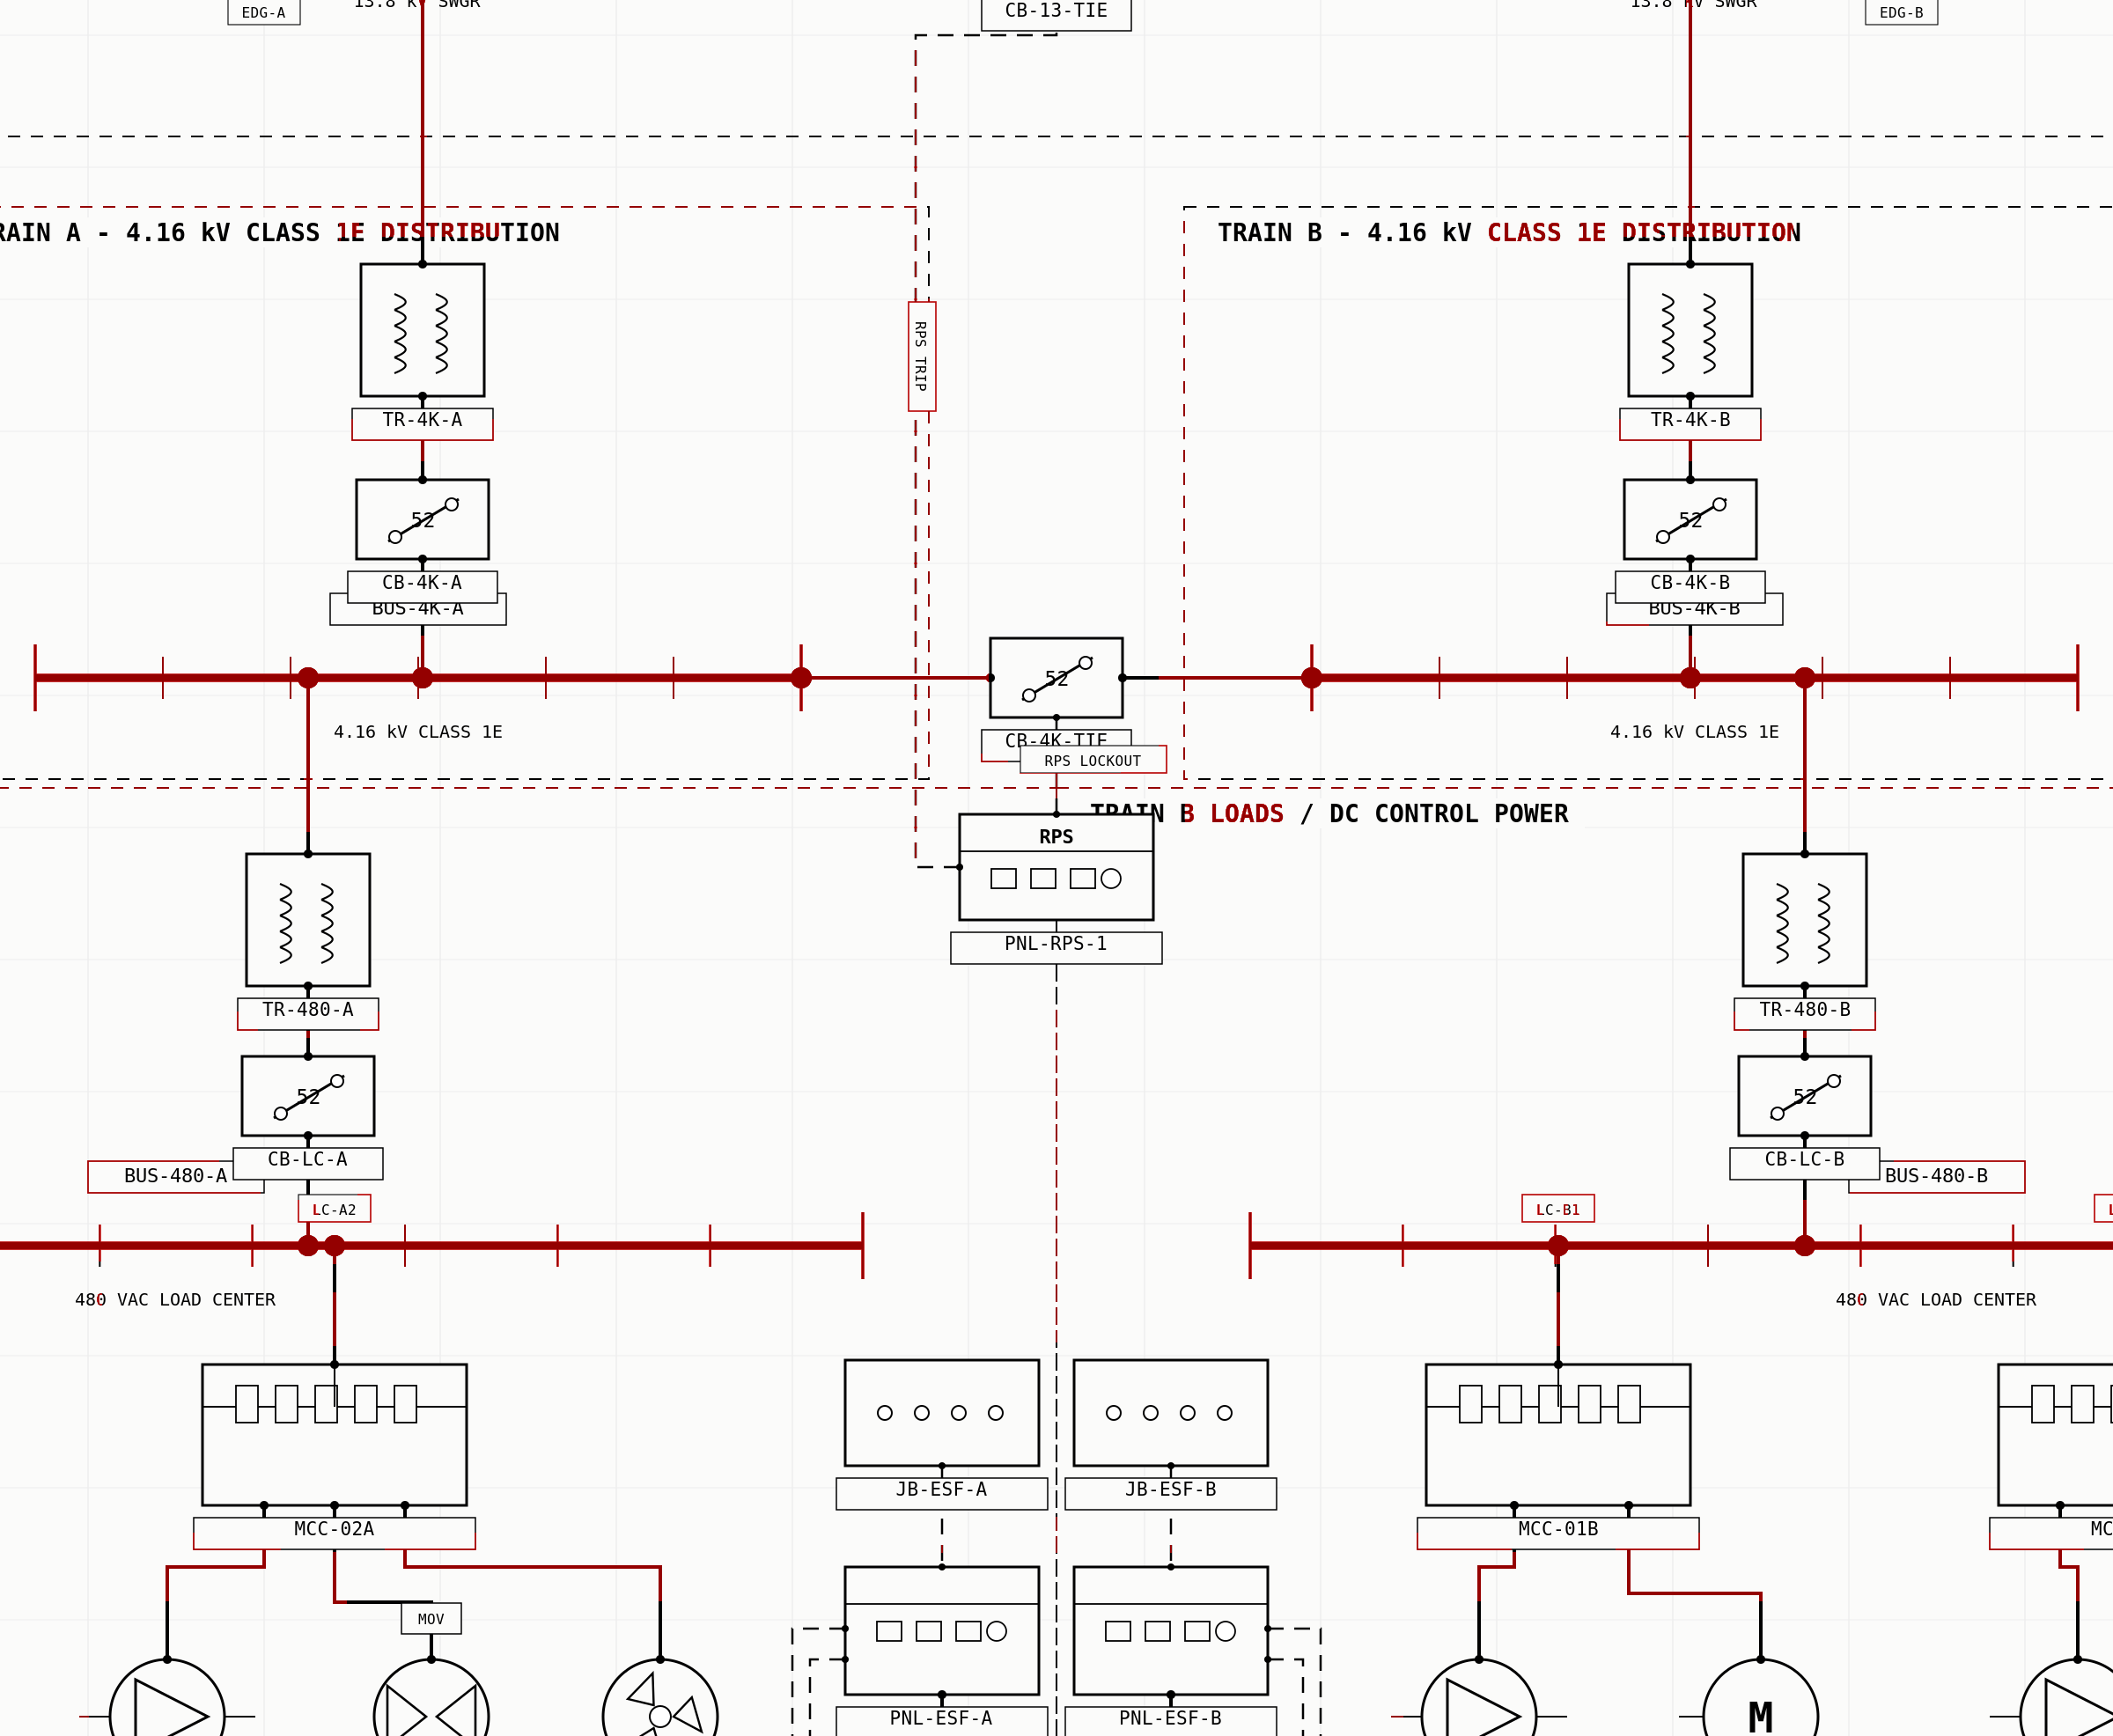 13.8 kV SWGR
CB-13-TIE
13.8 kV SWGR
EDG-A
EDG-B
RAIN A - 4.16 kV CLASS 1E DISTRIBUTION
TRAIN B - 4.16 kV CLASS 1E DISTRIBUTION
RPS TRIP
TR-4K-A
TR-4K-B
52
52
CB-4K-A
CB-4K-B
BUS-4K-A
BUS-4K-B
52
4.16 kV CLASS 1E
4.16 kV CLASS 1E
CB-4K-TIE
RPS LOCKOUT
TRAIN B LOADS / DC CONTROL POWER
RPS
PNL-RPS-1
TR-480-A
TR-480-B
52
52
CB-LC-A
CB-LC-B
BUS-480-A
BUS-480-B
LC-A2
LC-B1
L
480 VAC LOAD CENTER
480 VAC LOAD CENTER
JB-ESF-A
JB-ESF-B
MCC-02A
MCC-01B
MC
MOV
PNL-ESF-A
PNL-ESF-B
M